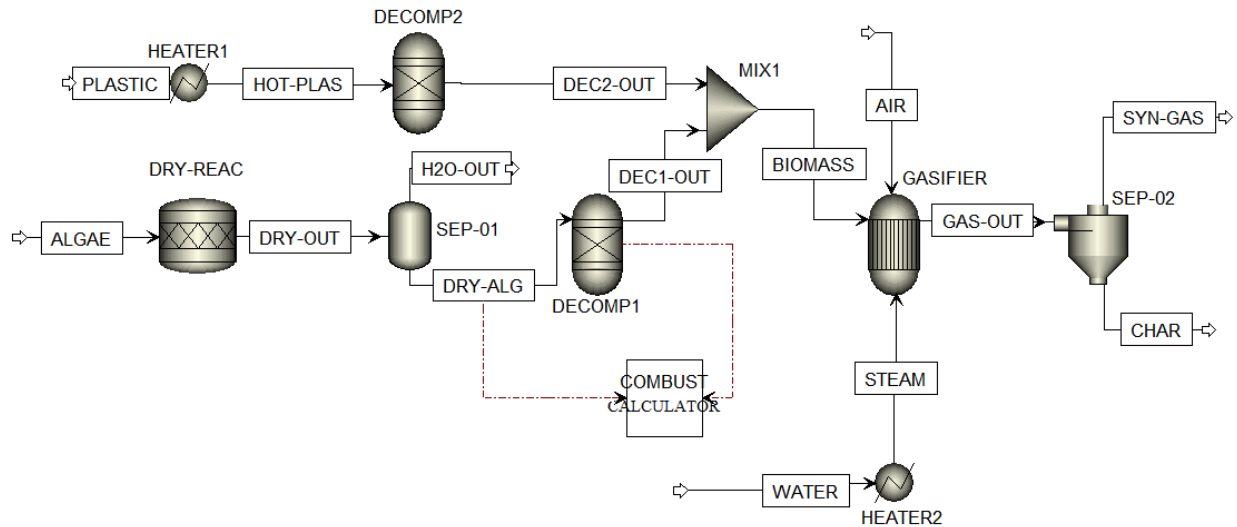 DECOMP2
HEATER1
PLASTIC
HOT-PLAS
DEC2-OUT
MIX1
AIR
SYN-GAS
DRY-REAC
H2O-OUT
DEC1-OUT
BIOMASS
GASIFIER
SEP-02
ALGAE
DRY-OUT
SEP-01
GAS-OUT
DRY-ALG
DECOMP1
CHAR
COMBUST
CALCULATOR
STEAM
WATER
HEATER2